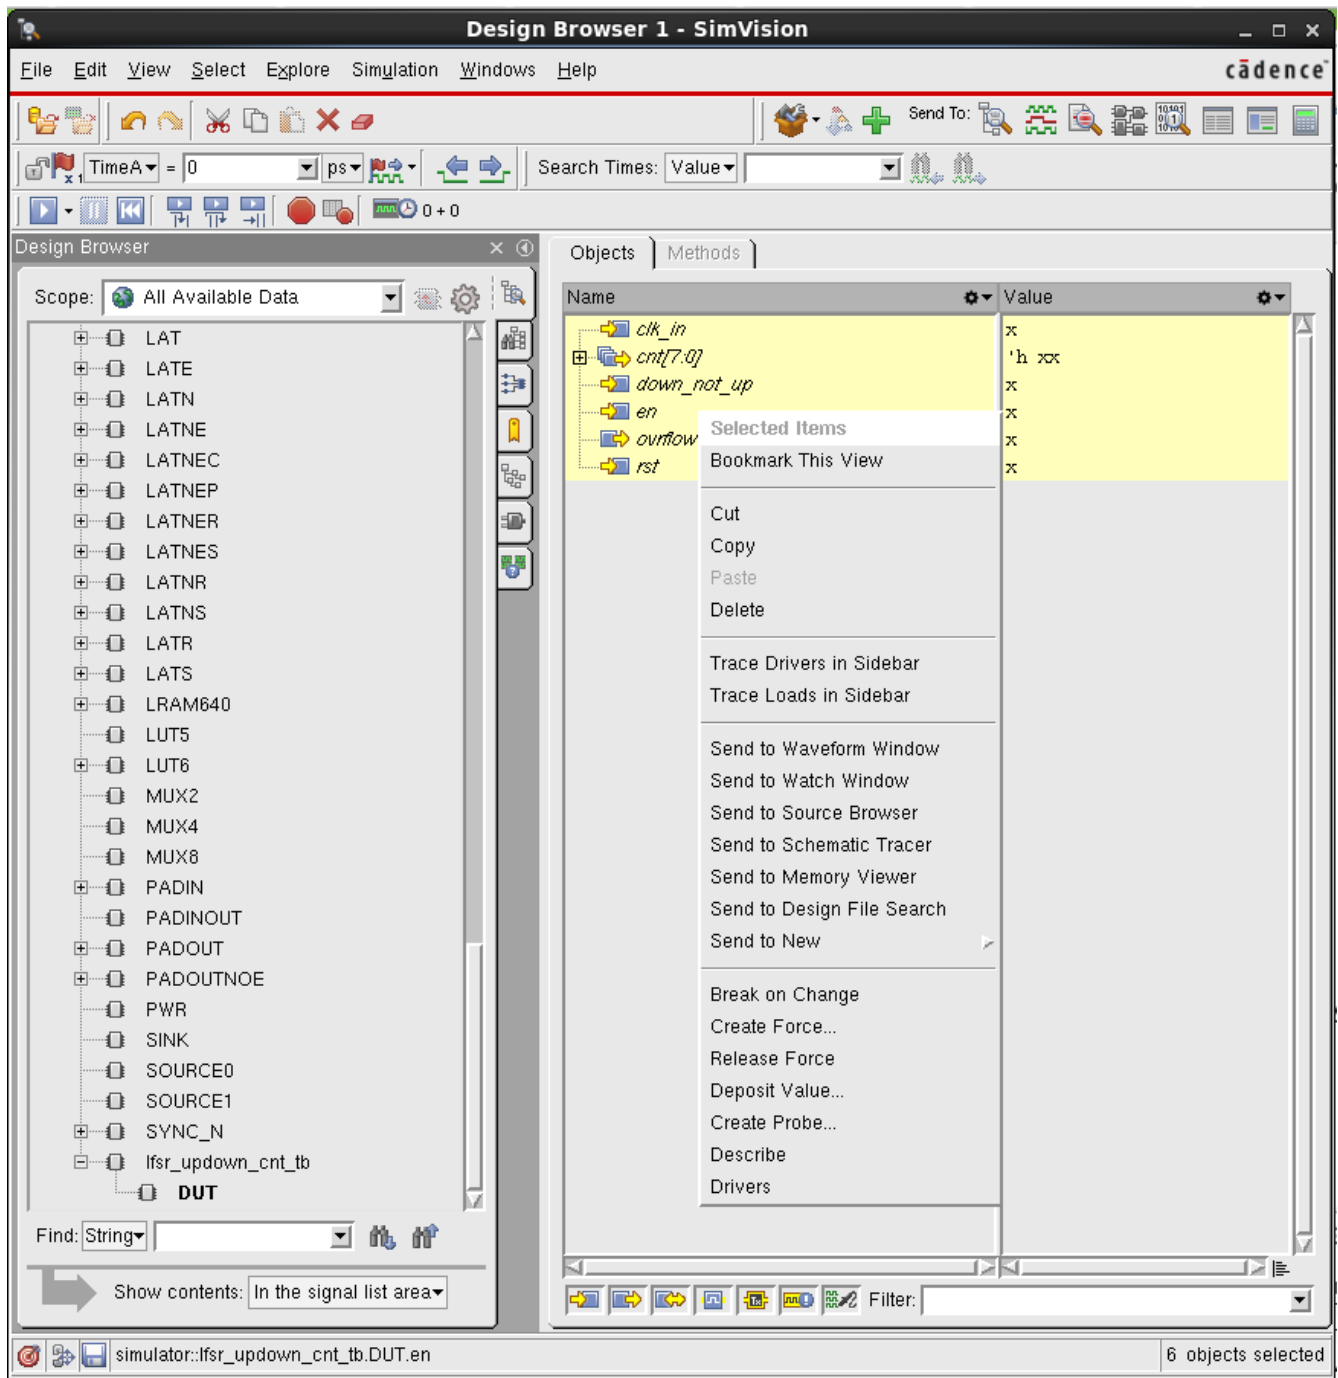 Design Browser 1 - SimVision
File Edit View Select Explore Simulation Windows Help cādence
Send To:
TimeA = 0 ps Search Times: Value
0 + 0
Design Browser
Scope: All Available Data
LAT
LATE
LATN
LATNE
LATNEC
LATNEP
LATNER
LATNES
LATNR
LATNS
LATR
LATS
LRAM640
LUT5
LUT6
MUX2
MUX4
MUX8
PADIN
PADINOUT
PADOUT
PADOUTNOE
PWR
SINK
SOURCE0
SOURCE1
SYNC_N
lfsr_updown_cnt_tb
DUT
Find: String
Show contents: In the signal list area
Objects Methods
Name Value
clk_in x
cnt[7:0] 'h xx
down_not_up x
en x
ovrflow x
rst x
Selected Items
Bookmark This View
Cut
Copy
Paste
Delete
Trace Drivers in Sidebar
Trace Loads in Sidebar
Send to Waveform Window
Send to Watch Window
Send to Source Browser
Send to Schematic Tracer
Send to Memory Viewer
Send to Design File Search
Send to New
Break on Change
Create Force...
Release Force
Deposit Value...
Create Probe...
Describe
Drivers
Filter:
simulator::lfsr_updown_cnt_tb.DUT.en 6 objects selected